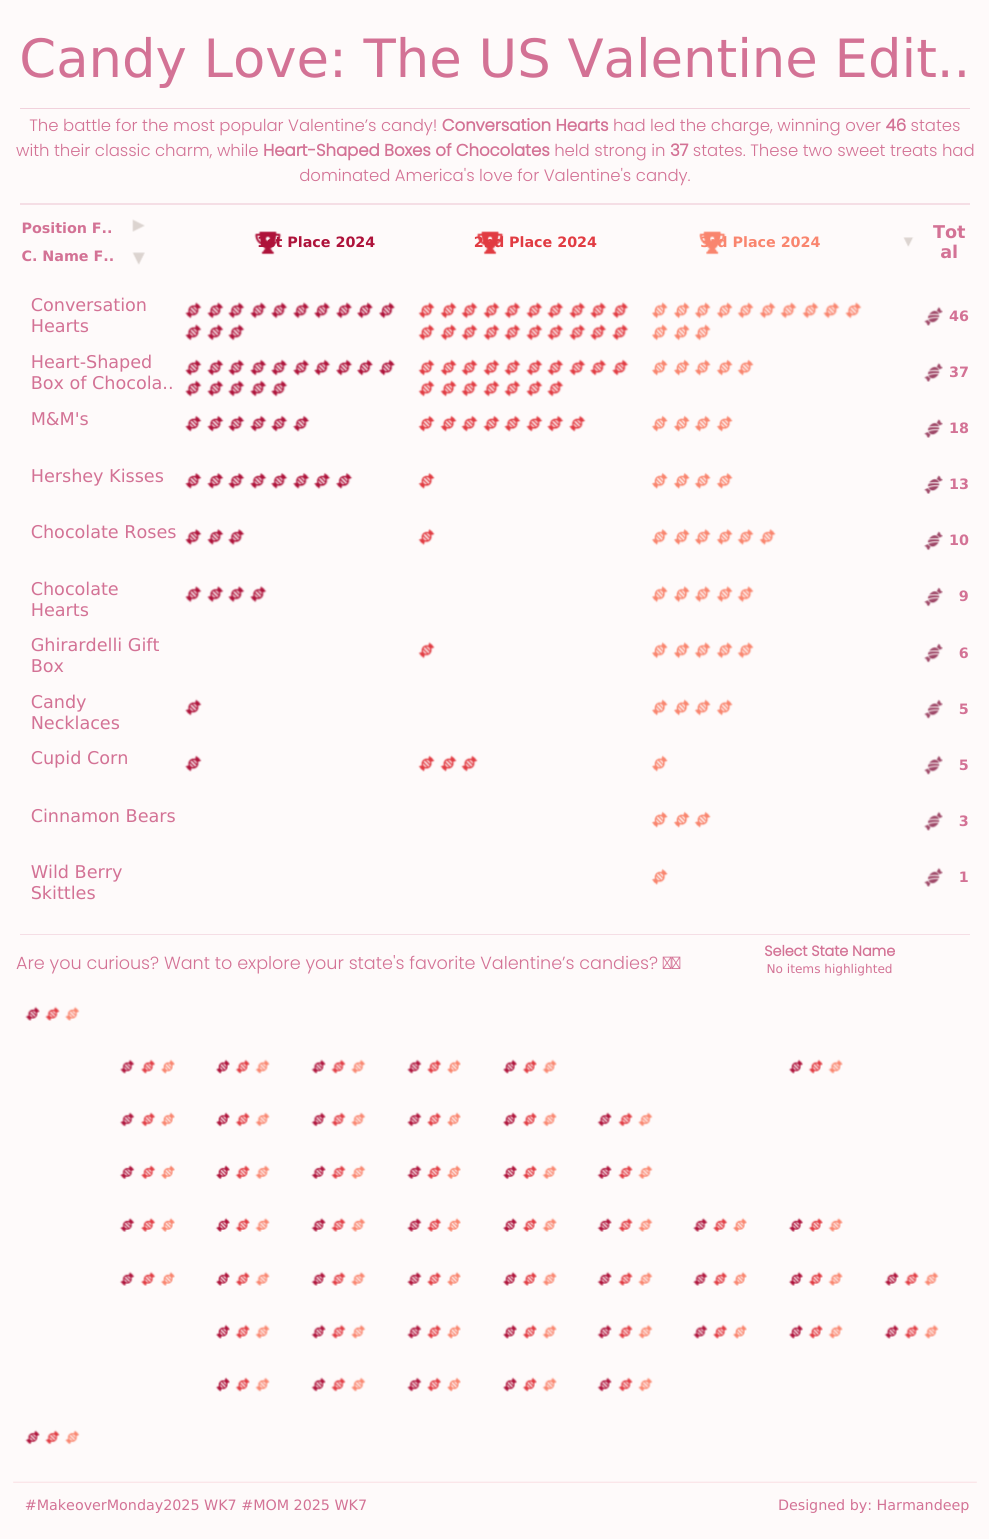 Candy Love: The US Valentine Edit..
The battle for the most popular Valentine's candy! Conversation Hearts had led the charge, winning over 46 states
with their classic charm, while Heart-Shaped Boxes of Chocolates held strong in 37 states. These two sweet treats had
dominated America's love for Valentine's candy.
Position F..
C. Name F..
1st Place 2024
2nd Place 2024
3rd Place 2024
Tot
al
Conversation
Hearts
46
Heart-Shaped
Box of Chocola..
37
M&M's
18
Hershey Kisses
13
Chocolate Roses
10
Chocolate
Hearts
9
Ghirardelli Gift
Box
6
Candy
Necklaces
5
Cupid Corn
5
Cinnamon Bears
3
Wild Berry
Skittles
1
Are you curious? Want to explore your state's favorite Valentine's candies?
Select State Name
No items highlighted
#MakeoverMonday2025 WK7 #MOM 2025 WK7
Designed by: Harmandeep